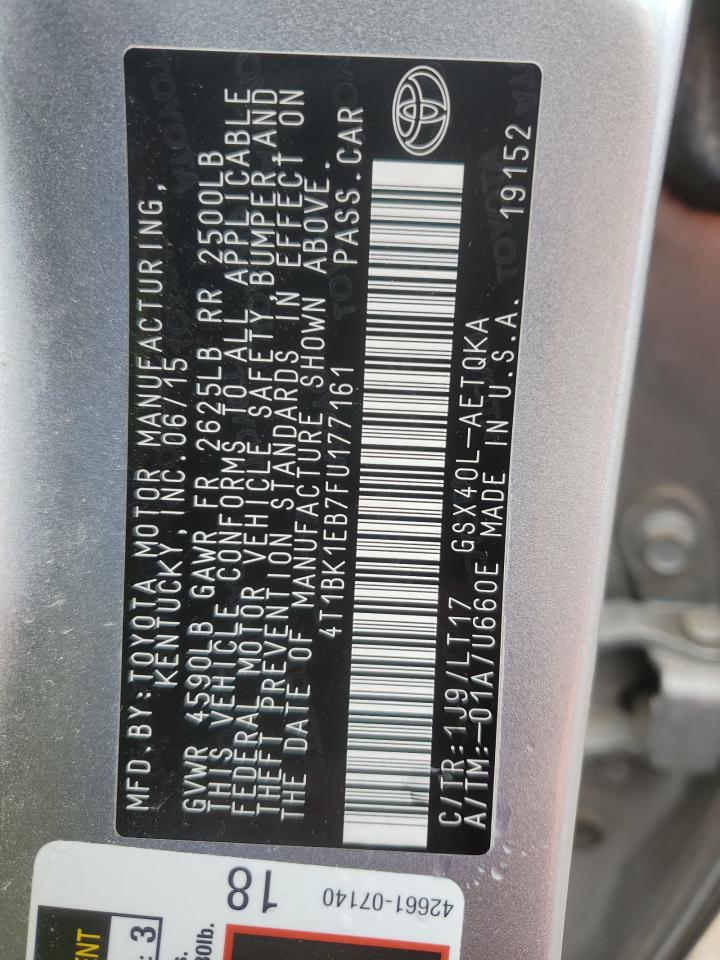 MFD.BY:TOYOTA MOTOR MANUFACTURING,
KENTUCKY INC.06/15
GVWR 4590LB GAWR FR 2625LB RR 2500LB
THIS VEHICLE CONFORMS TO ALL APPLICABLE
FEDERAL MOTOR VEHICLE SAFETY,BUMPER,AND
THEFT PREVENTION STANDARDS IN EFFECT ON
THE DATE OF MANUFACTURE SHOWN ABOVE.
4T1BK1EB7FU177161 PASS.CAR
C/TR:1J9/LT17 GSX40L-AETQKA
A/TM:-01A/U660E MADE IN U.S.A. 19152
18
42661-07140
3